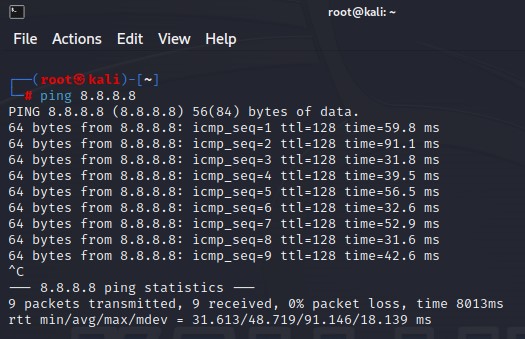 root@kali: ~
File Actions Edit View Help
┌──(root㉿kali)-[~]
└─# ping 8.8.8.8
PING 8.8.8.8 (8.8.8.8) 56(84) bytes of data.
64 bytes from 8.8.8.8: icmp_seq=1 ttl=128 time=59.8 ms
64 bytes from 8.8.8.8: icmp_seq=2 ttl=128 time=91.1 ms
64 bytes from 8.8.8.8: icmp_seq=3 ttl=128 time=31.8 ms
64 bytes from 8.8.8.8: icmp_seq=4 ttl=128 time=39.5 ms
64 bytes from 8.8.8.8: icmp_seq=5 ttl=128 time=56.5 ms
64 bytes from 8.8.8.8: icmp_seq=6 ttl=128 time=32.6 ms
64 bytes from 8.8.8.8: icmp_seq=7 ttl=128 time=52.9 ms
64 bytes from 8.8.8.8: icmp_seq=8 ttl=128 time=31.6 ms
64 bytes from 8.8.8.8: icmp_seq=9 ttl=128 time=42.6 ms
^C
--- 8.8.8.8 ping statistics ---
9 packets transmitted, 9 received, 0% packet loss, time 8013ms
rtt min/avg/max/mdev = 31.613/48.719/91.146/18.139 ms